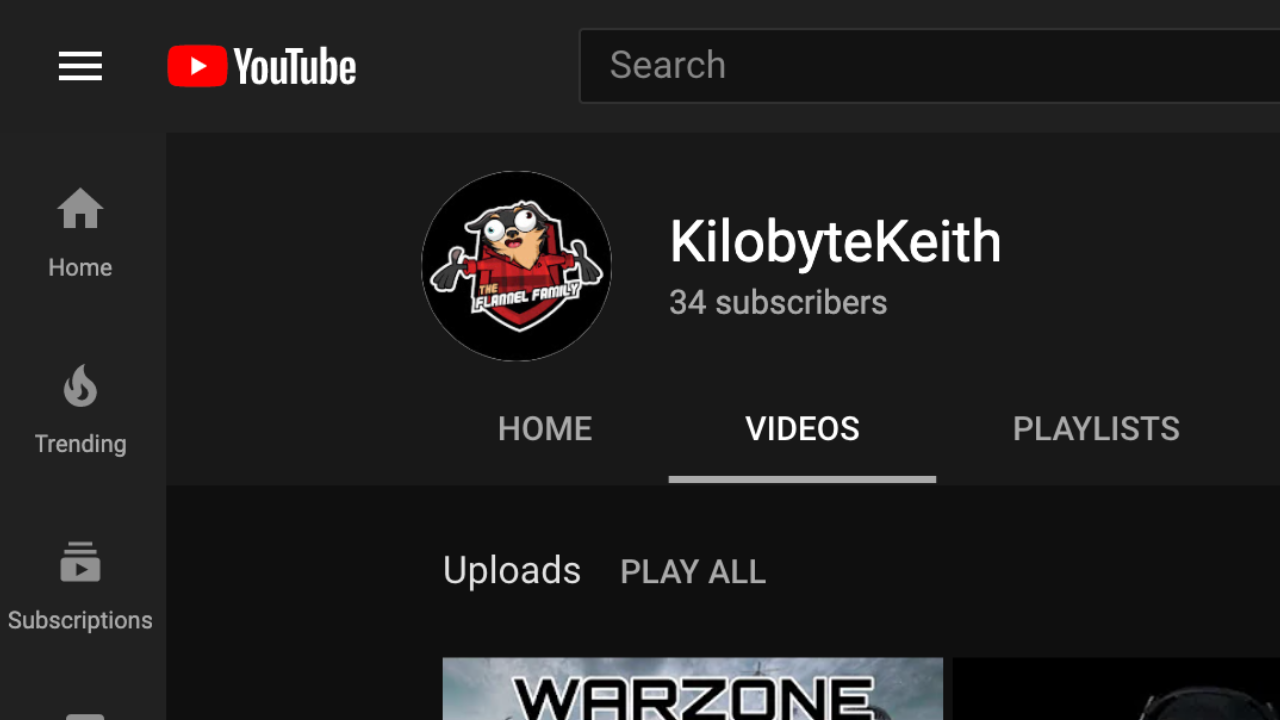 YouTube
Search
Home
Trending
Subscriptions
THE
FLANNEL FAMILY
KilobyteKeith
34 subscribers
HOME VIDEOS PLAYLISTS
Uploads PLAY ALL
WARZONE